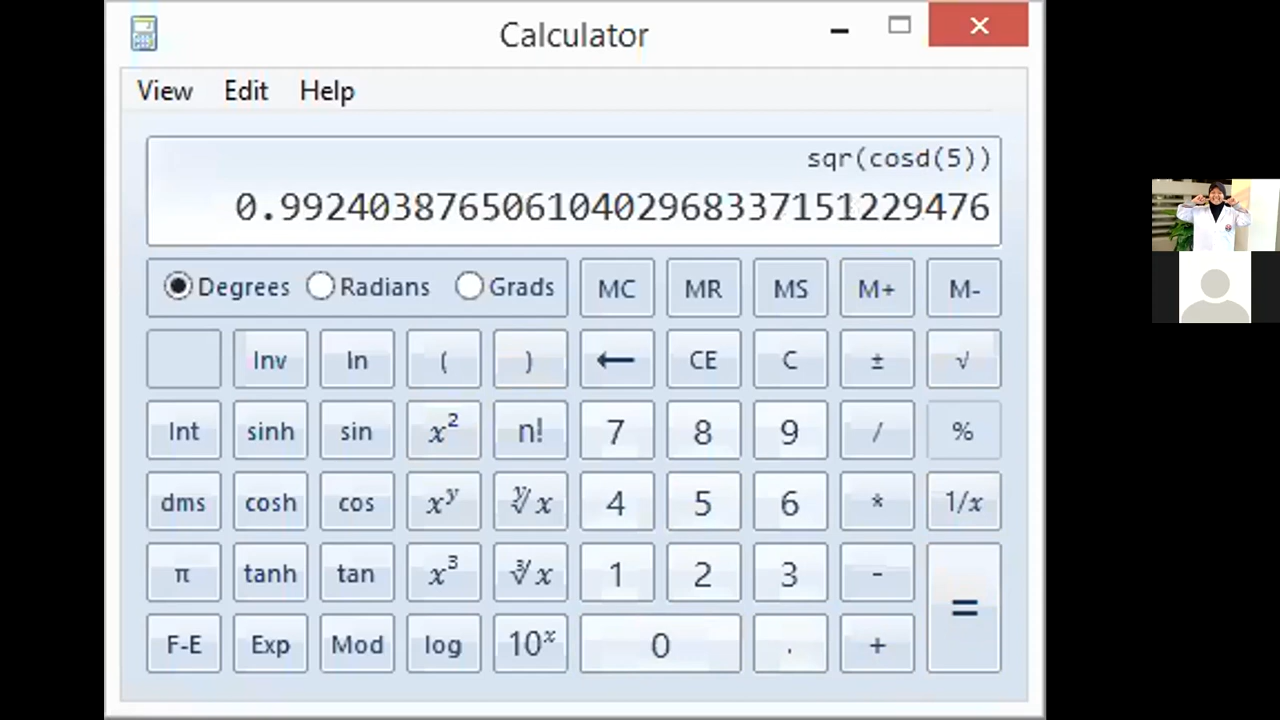 Calculator
View Edit Help
sqr(cosd(5))
0.99240387650610402968337151229476
Degrees Radians Grads MC MR MS M+ M-
Inv ln ( ) ← CE C ± √
Int sinh sin x² n! 7 8 9 / %
dms cosh cos xʸ ʸ√x 4 5 6 * 1/x
π tanh tan x³ ³√x 1 2 3 - =
F-E Exp Mod log 10ˣ 0 . +